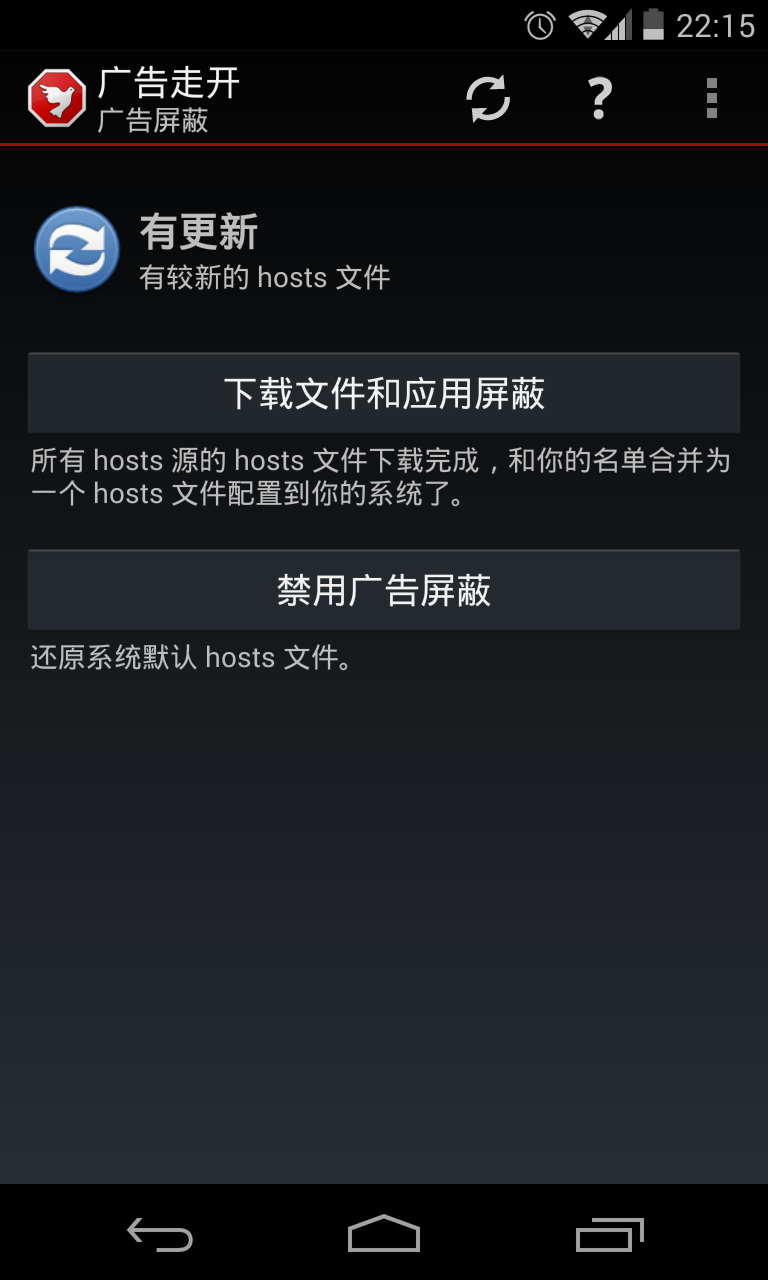 22:15
广告走开
广告屏蔽
?
有更新
有较新的 hosts 文件
下载文件和应用屏蔽
所有 hosts 源的 hosts 文件下载完成，和你的名单合并为
一个 hosts 文件配置到你的系统了。
禁用广告屏蔽
还原系统默认 hosts 文件。